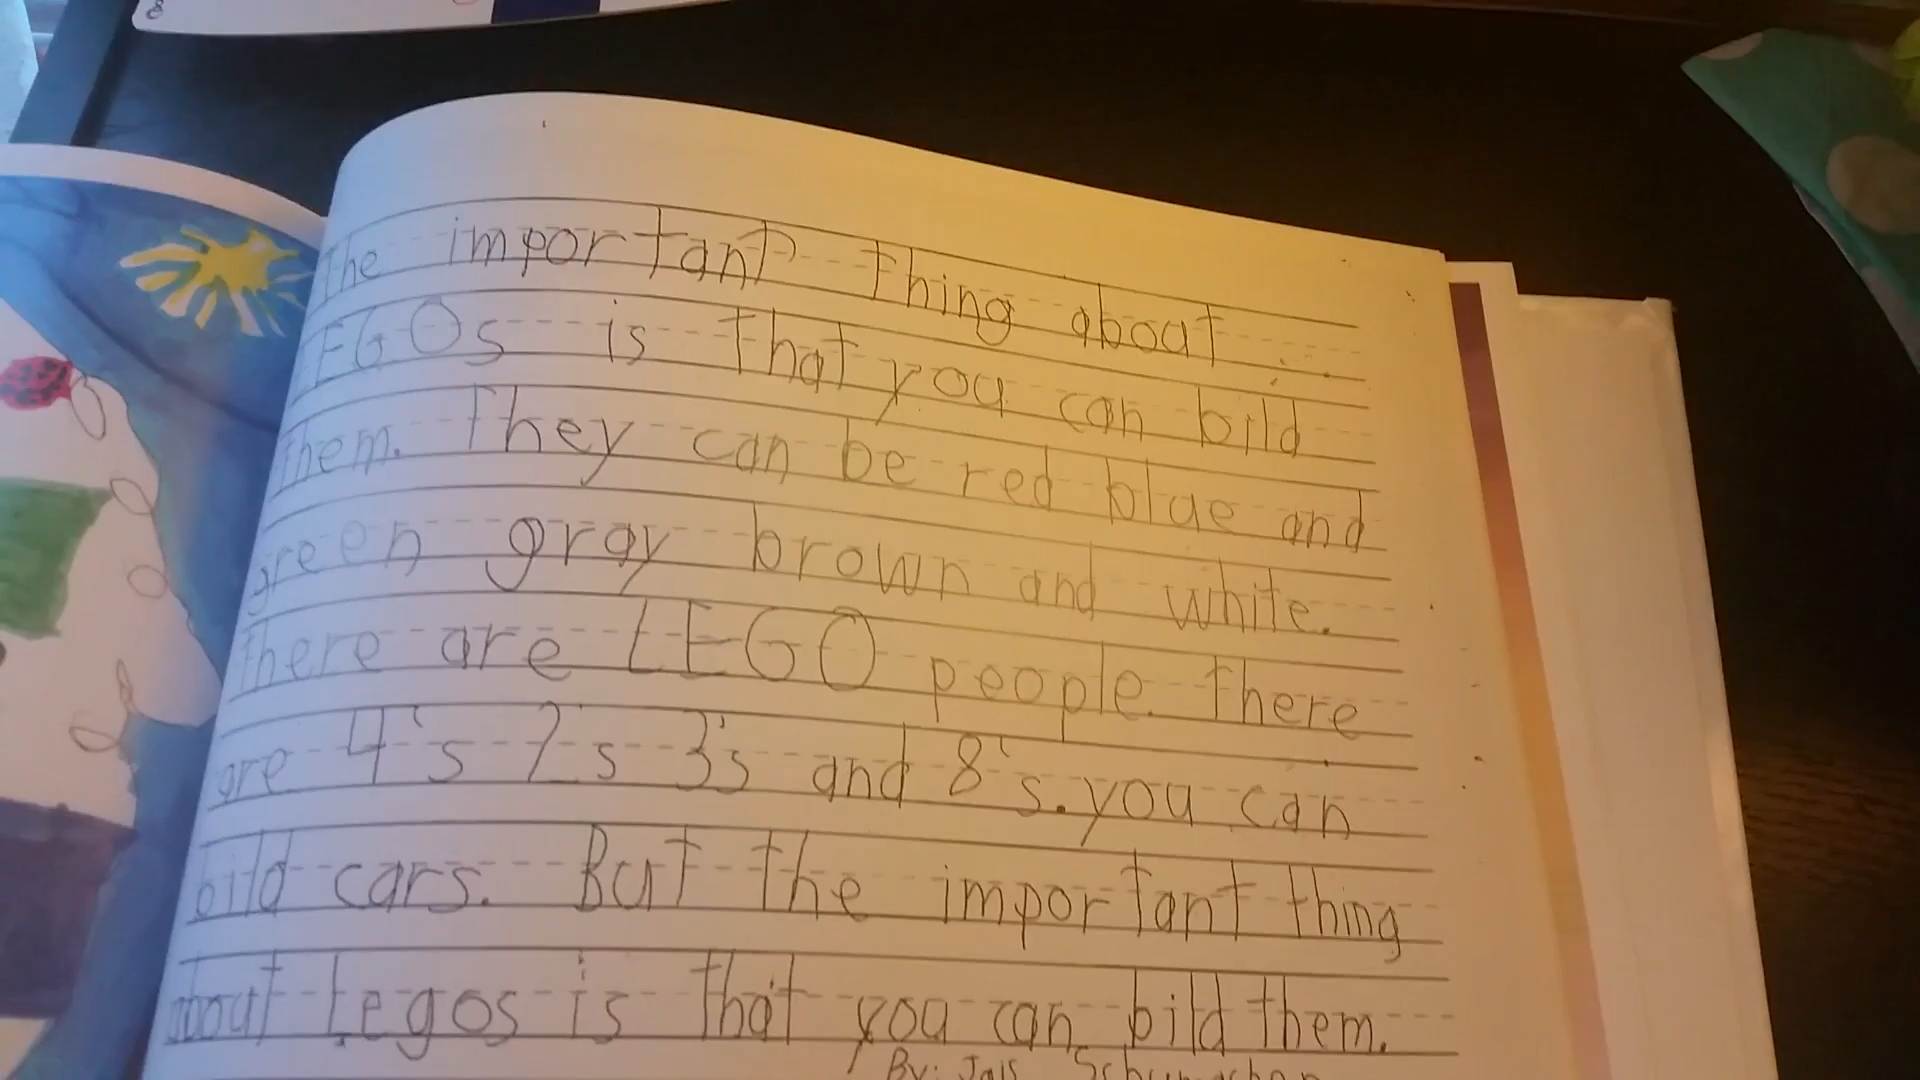 The important thing about
LEGOs is that you can bild
them. They can be red blue and
green gray brown and white.
there are LEGO people. There
are 4's 2's 3's and 8's. you can
bild cars. But the important thing
about Legos is that you can bild them.
By: